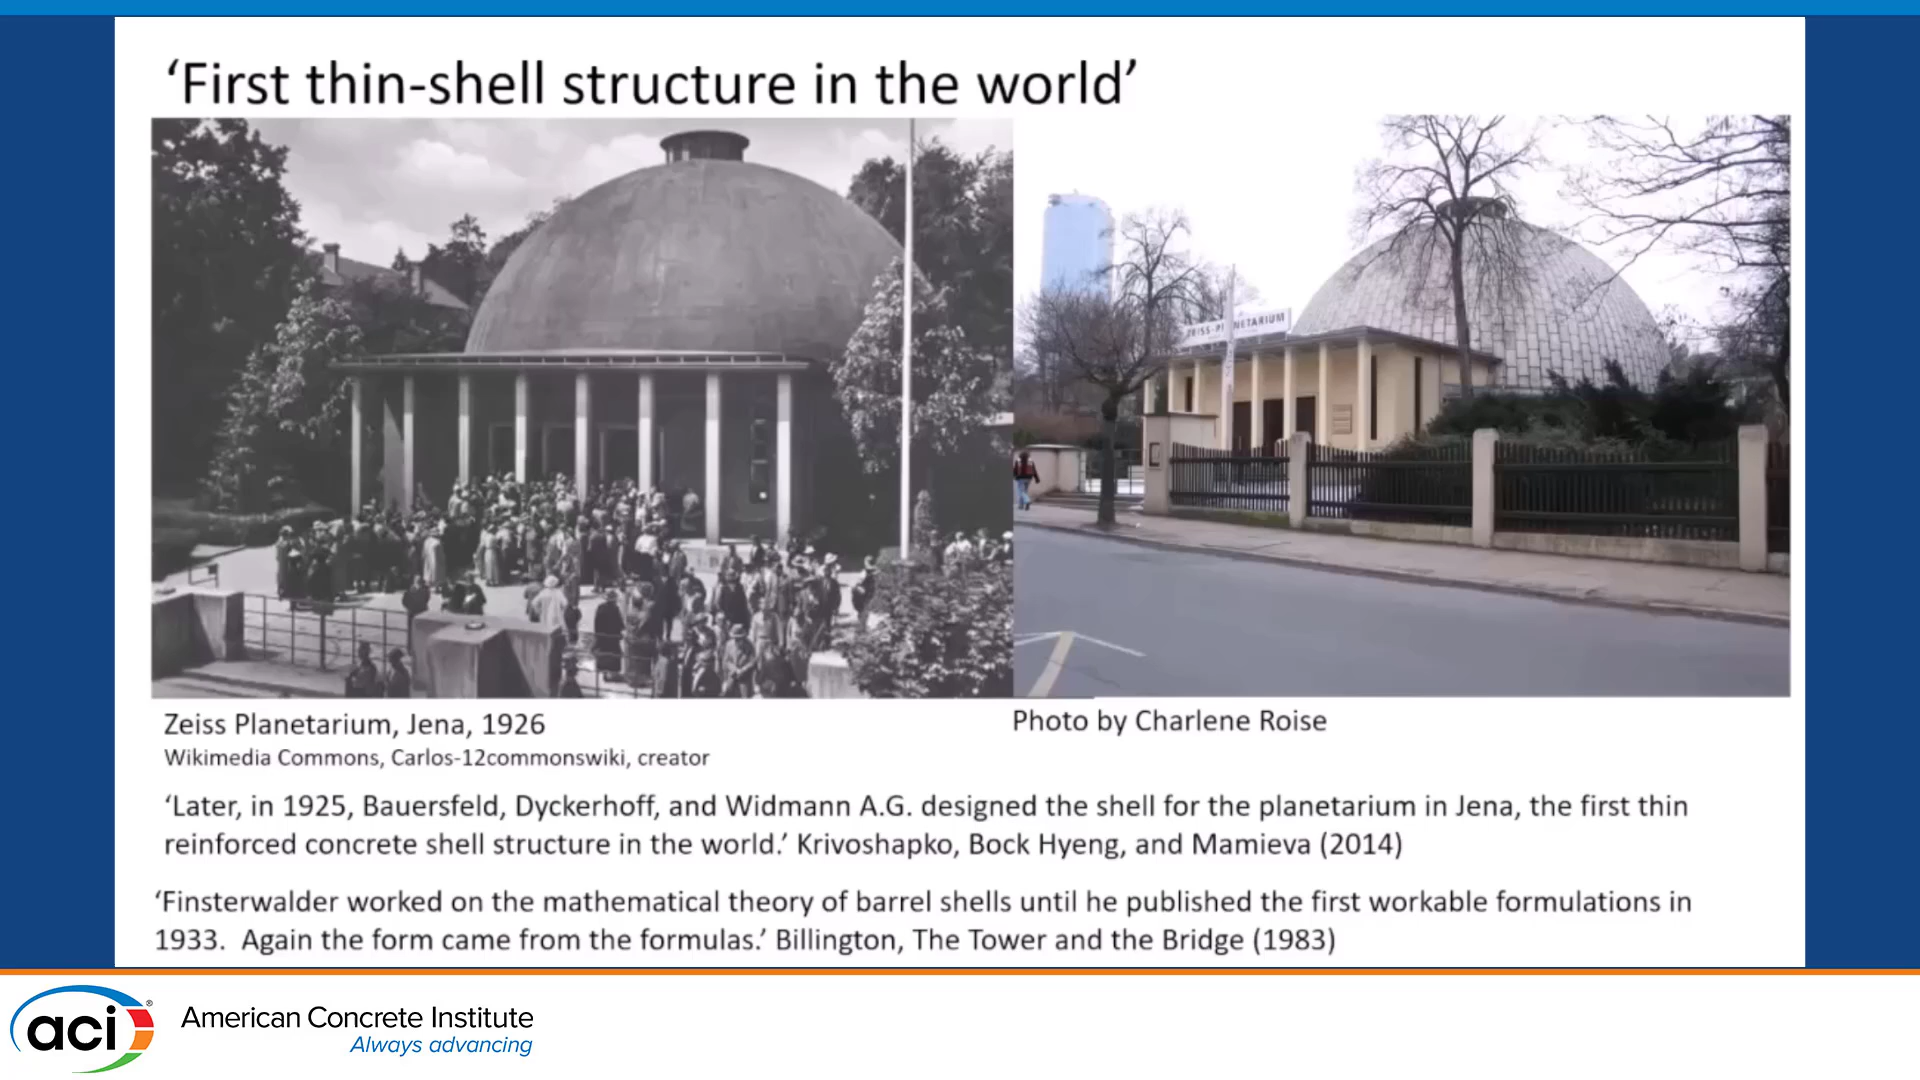 ‘First thin-shell structure in the world’
ZEISS-PLANETARIUM
Zeiss Planetarium, Jena, 1926
Wikimedia Commons, Carlos-12commonswiki, creator
Photo by Charlene Roise
‘Later, in 1925, Bauersfeld, Dyckerhoff, and Widmann A.G. designed the shell for the planetarium in Jena, the first thin
reinforced concrete shell structure in the world.’ Krivoshapko, Bock Hyeng, and Mamieva (2014)
‘Finsterwalder worked on the mathematical theory of barrel shells until he published the first workable formulations in
1933.  Again the form came from the formulas.’ Billington, The Tower and the Bridge (1983)
aci®
American Concrete Institute
Always advancing